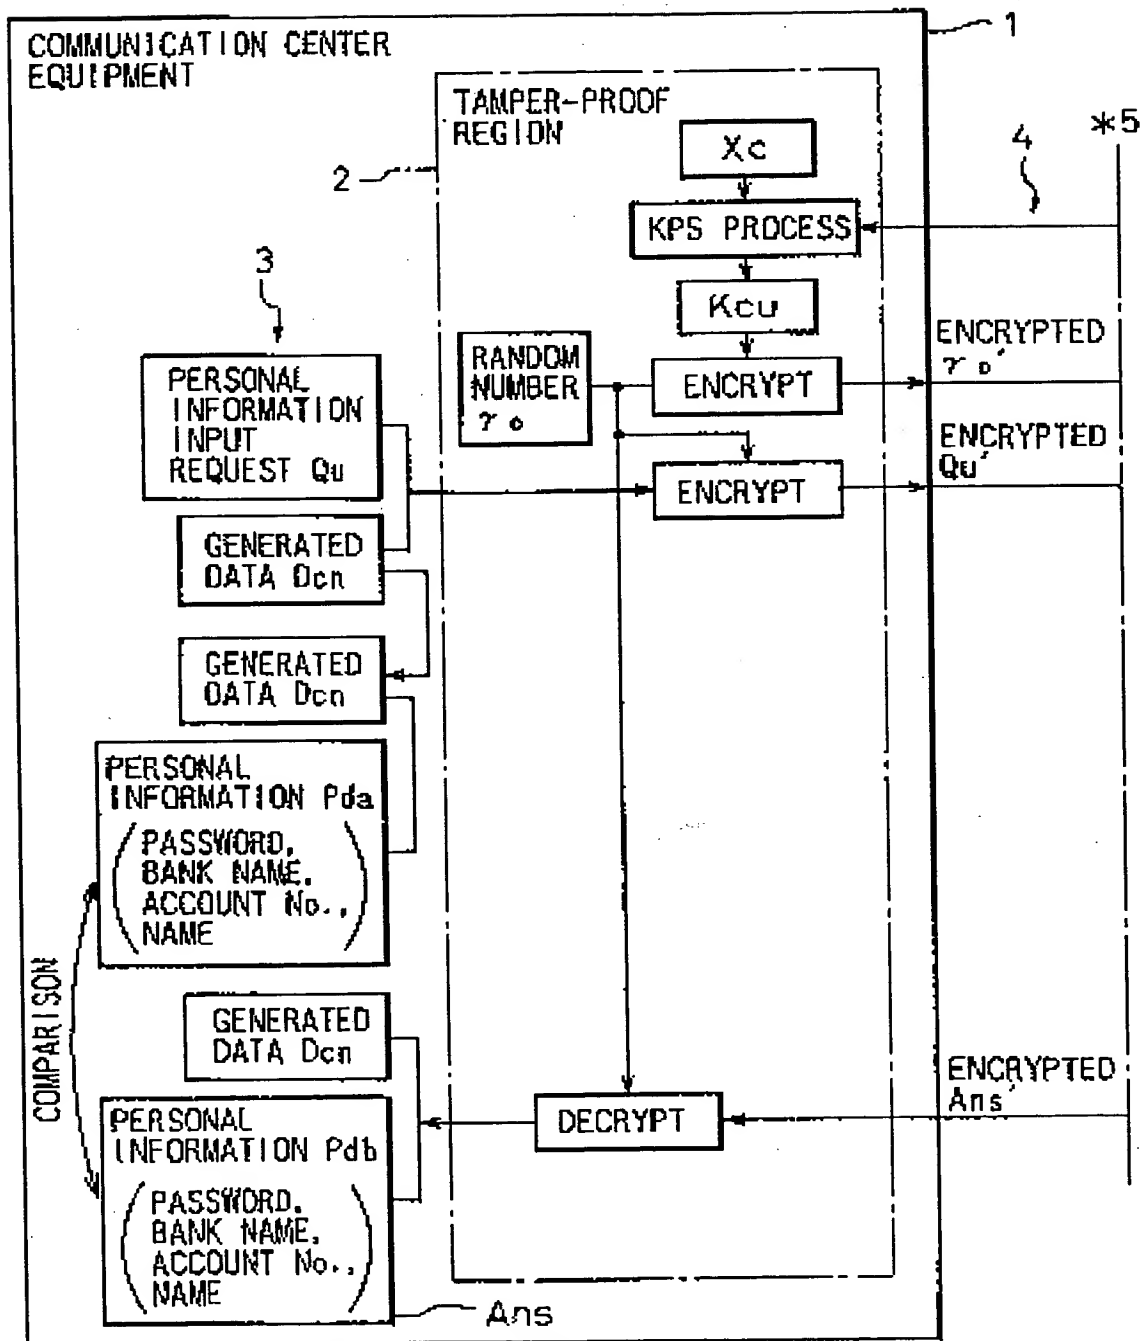 COMMUNICATION CENTER
EQUIPMENT
1
TAMPER-PROOF
REGION
2
Xc
KPS PROCESS
4
*5
Kcu
3
PERSONAL
INFORMATION
INPUT
REQUEST Qu
RANDOM
NUMBER
γc
ENCRYPT
ENCRYPTED
γc′
ENCRYPT
ENCRYPTED
Qu′
GENERATED
DATA Dcn
GENERATED
DATA Dcn
PERSONAL
INFORMATION Pda
(PASSWORD,
BANK NAME,
ACCOUNT No.,
NAME)
COMPARISON
GENERATED
DATA Dcn
PERSONAL
INFORMATION Pdb
(PASSWORD,
BANK NAME,
ACCOUNT No.,
NAME)
DECRYPT
ENCRYPTED
Ans′
Ans